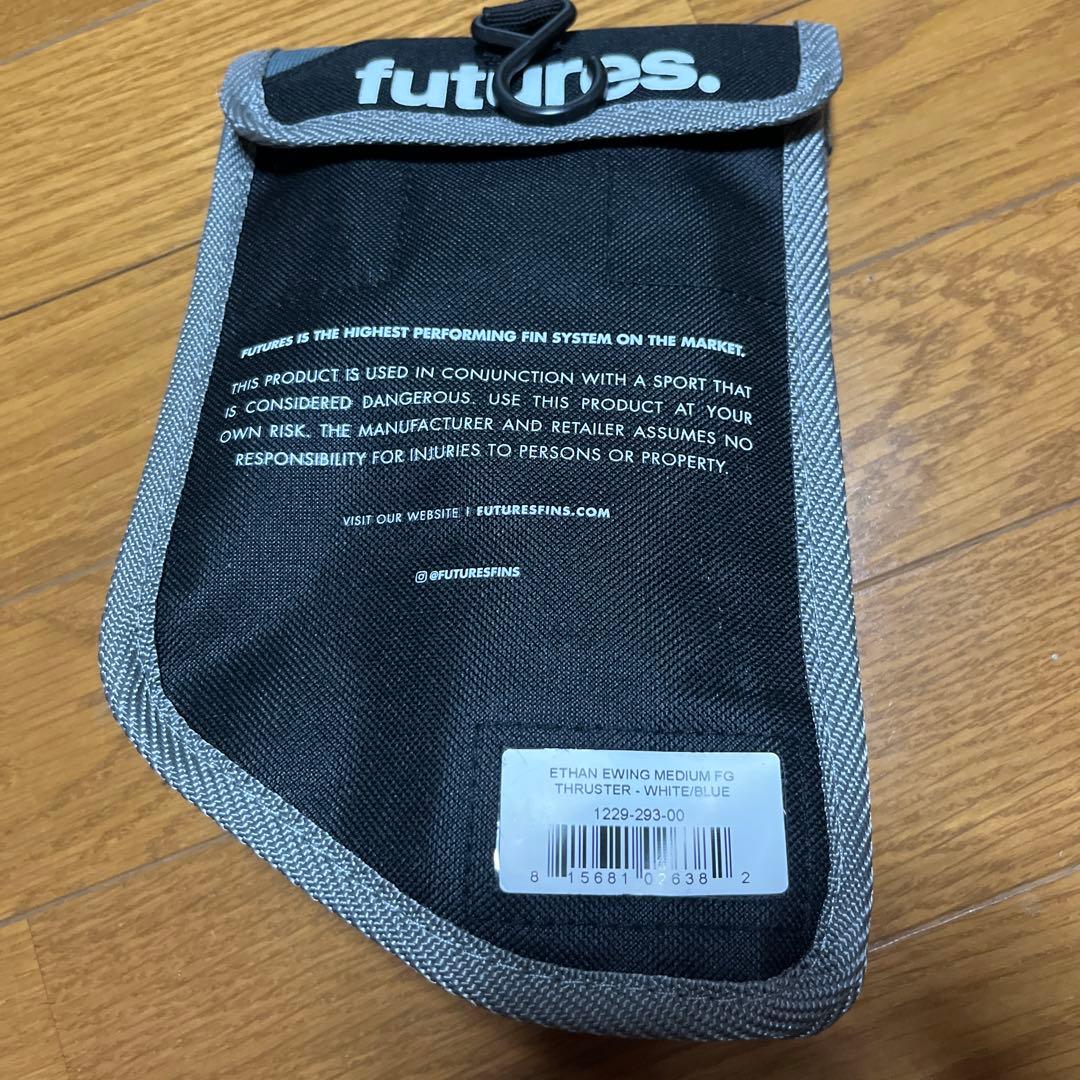 futures.
FUTURES IS THE HIGHEST PERFORMING FIN SYSTEM ON THE MARKET.
THIS PRODUCT IS USED IN CONJUNCTION WITH A SPORT THAT
IS CONSIDERED DANGEROUS. USE THIS PRODUCT AT YOUR
OWN RISK. THE MANUFACTURER AND RETAILER ASSUMES NO
RESPONSIBILITY FOR INJURIES TO PERSONS OR PROPERTY.
VISIT OUR WEBSITE | FUTURESFINS.COM
@FUTURESFINS
ETHAN EWING MEDIUM FG
THRUSTER - WHITE/BLUE
1229-293-00
8 15681 02638 2